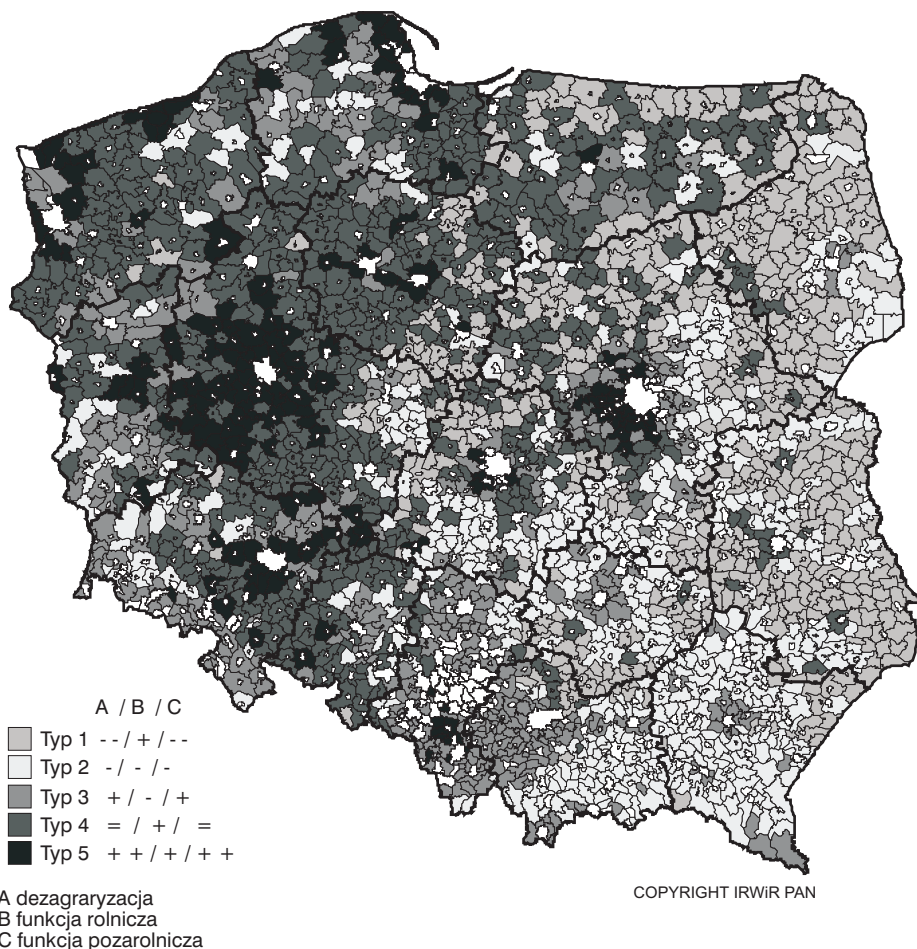 A / B / C
Typ 1 - - / + / - -
Typ 2 - / - / -
Typ 3 + / - / +
Typ 4 = / + / =
Typ 5 + + / + / + +
COPYRIGHT IRWiR PAN
A dezagraryzacja
B funkcja rolnicza
C funkcja pozarolnicza